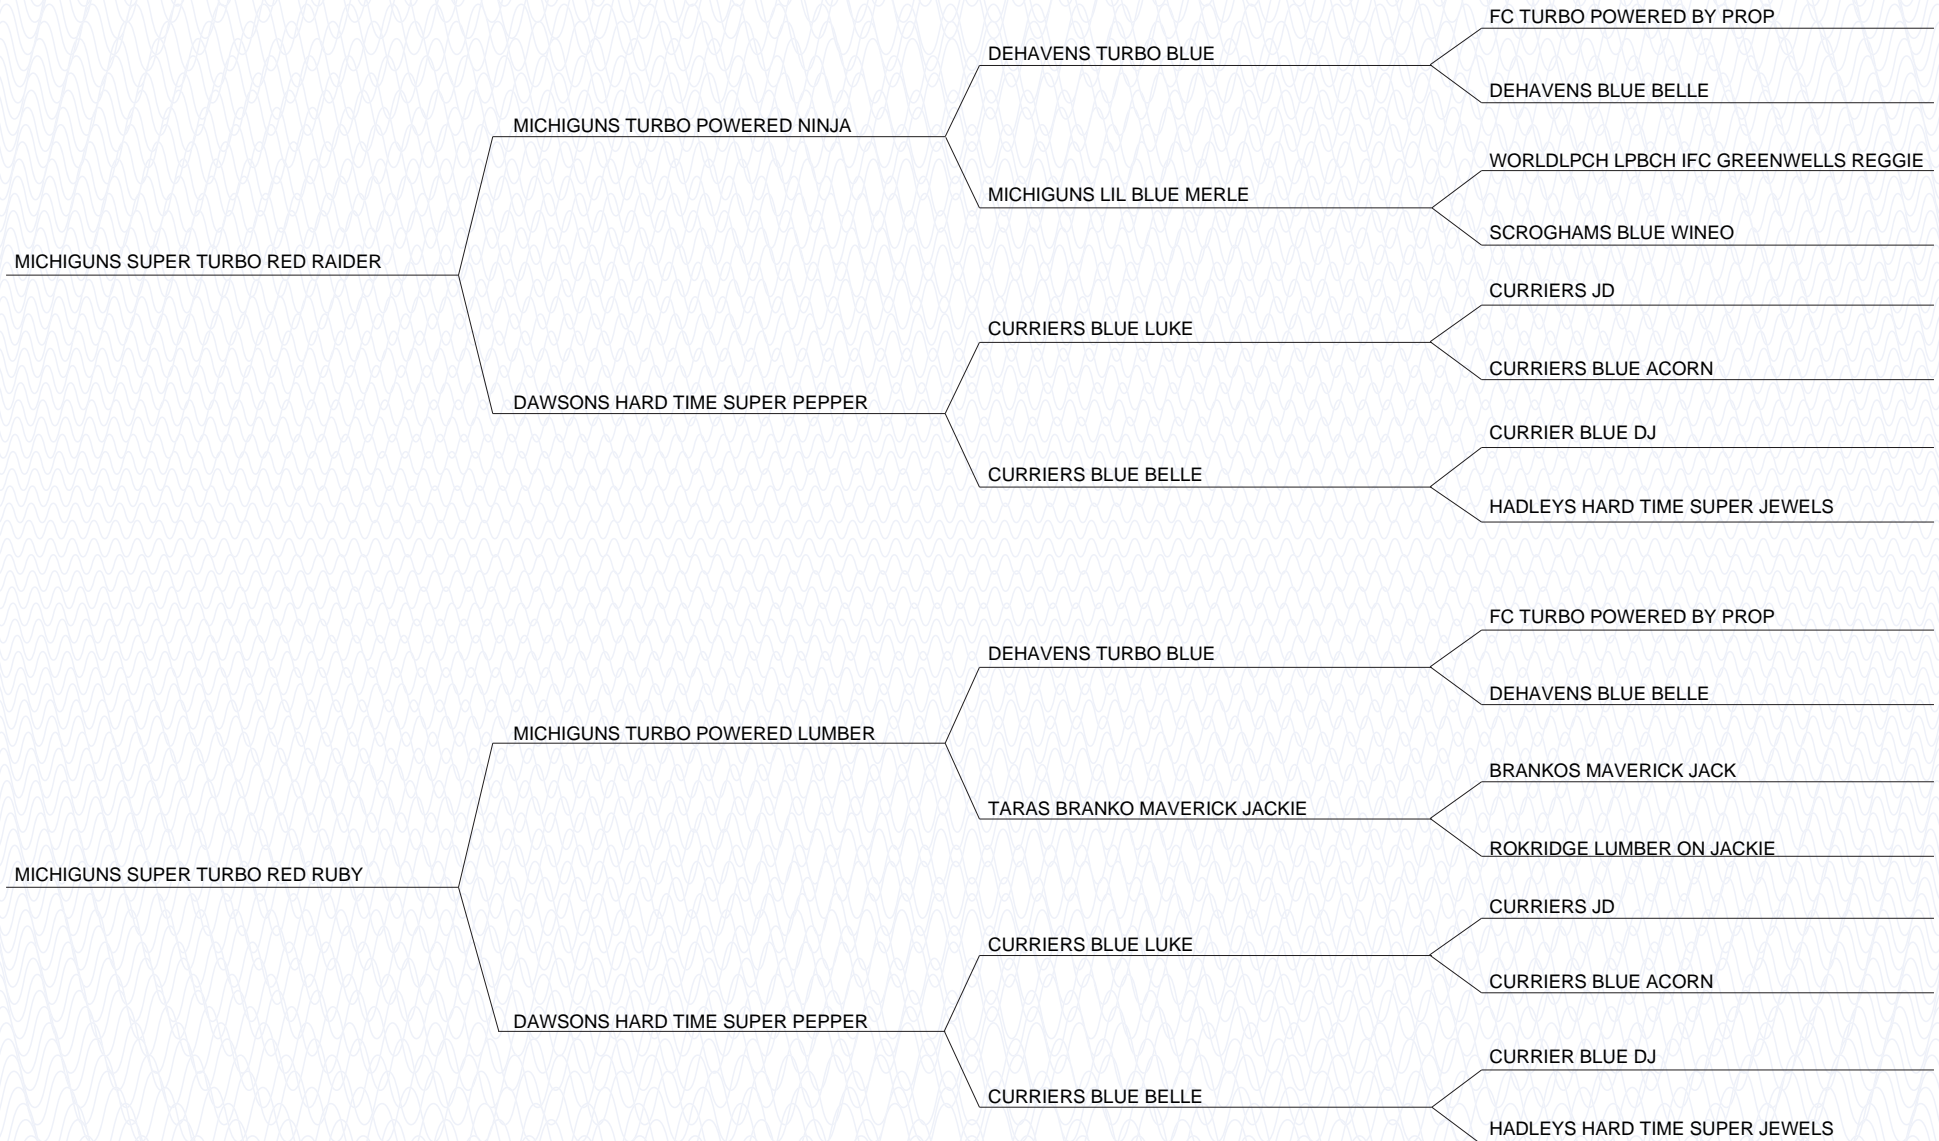 FC TURBO POWERED BY PROP
DEHAVENS TURBO BLUE
DEHAVENS BLUE BELLE
MICHIGUNS TURBO POWERED NINJA
WORLDLPCH LPBCH IFC GREENWELLS REGGIE
MICHIGUNS LIL BLUE MERLE
SCROGHAMS BLUE WINEO
MICHIGUNS SUPER TURBO RED RAIDER
CURRIERS JD
CURRIERS BLUE LUKE
CURRIERS BLUE ACORN
DAWSONS HARD TIME SUPER PEPPER
CURRIER BLUE DJ
CURRIERS BLUE BELLE
HADLEYS HARD TIME SUPER JEWELS
FC TURBO POWERED BY PROP
DEHAVENS TURBO BLUE
DEHAVENS BLUE BELLE
MICHIGUNS TURBO POWERED LUMBER
BRANKOS MAVERICK JACK
TARAS BRANKO MAVERICK JACKIE
ROKRIDGE LUMBER ON JACKIE
MICHIGUNS SUPER TURBO RED RUBY
CURRIERS JD
CURRIERS BLUE LUKE
CURRIERS BLUE ACORN
DAWSONS HARD TIME SUPER PEPPER
CURRIER BLUE DJ
CURRIERS BLUE BELLE
HADLEYS HARD TIME SUPER JEWELS